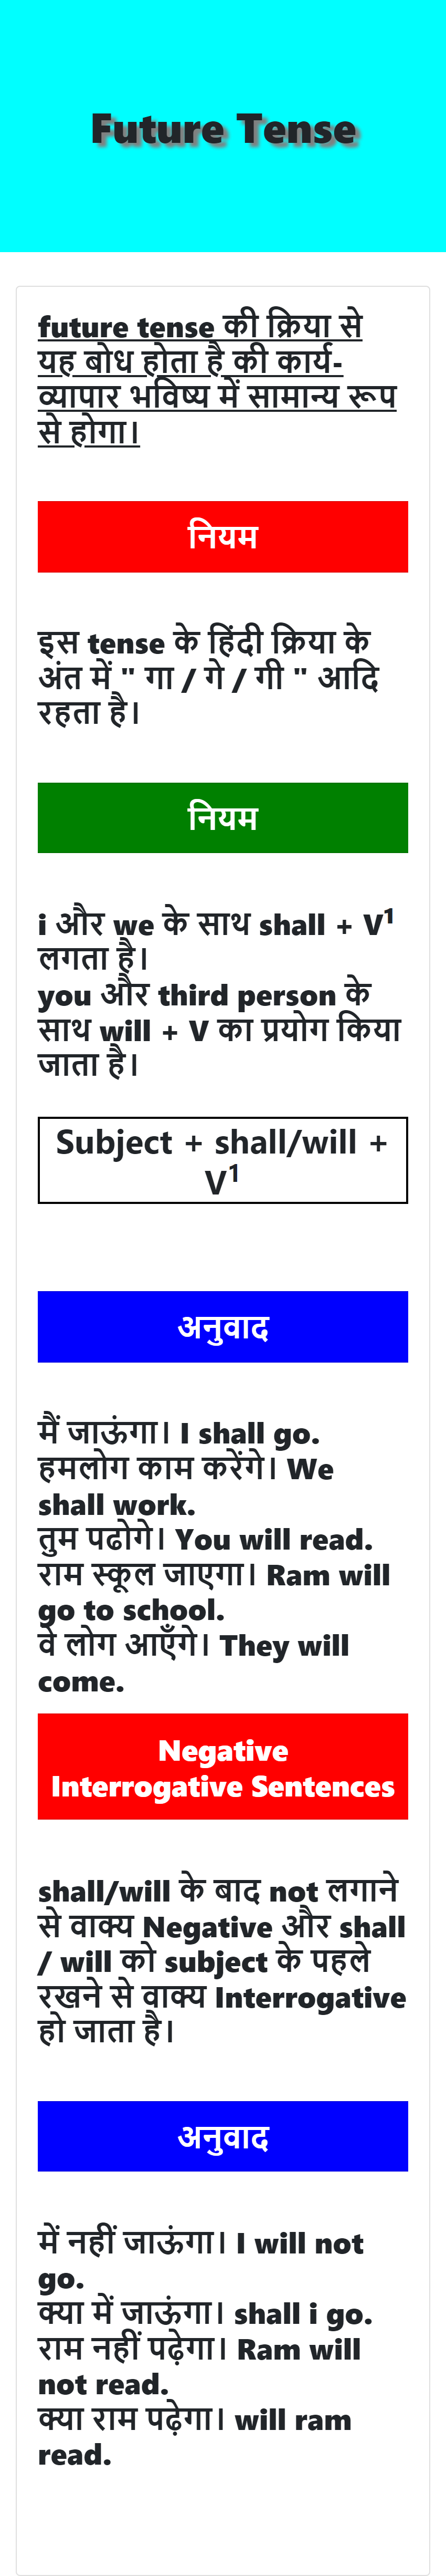 Future Tense
future tense की क्रिया से
यह बोध होता है की कार्य-
व्यापार भविष्य में सामान्य रूप
से होगा।
नियम
इस tense के हिंदी क्रिया के
अंत में " गा / गे / गी " आदि
रहता है।
नियम
i और we के साथ shall + V¹
लगता है।
you और third person के
साथ will + V का प्रयोग किया
जाता है।
Subject + shall/will +
V¹
अनुवाद
मैं जाऊंगा। I shall go.
हमलोग काम करेंगे। We
shall work.
तुम पढोगे। You will read.
राम स्कूल जाएगा। Ram will
go to school.
वे लोग आएँगे। They will
come.
Negative
Interrogative Sentences
shall/will के बाद not लगाने
से वाक्य Negative और shall
/ will को subject के पहले
रखने से वाक्य Interrogative
हो जाता है।
अनुवाद
में नहीं जाऊंगा। I will not
go.
क्या में जाऊंगा। shall i go.
राम नहीं पढ़ेगा। Ram will
not read.
क्या राम पढ़ेगा। will ram
read.